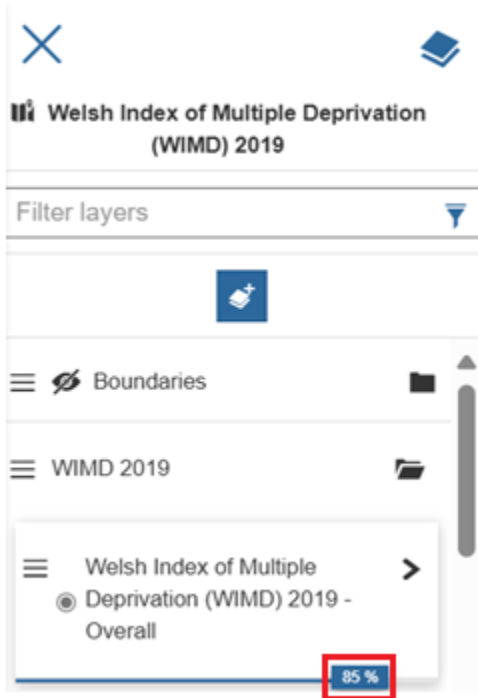 Welsh Index of Multiple Deprivation
(WIMD) 2019
Filter layers
Boundaries
WIMD 2019
Welsh Index of Multiple
Deprivation (WIMD) 2019 -
Overall
85 %